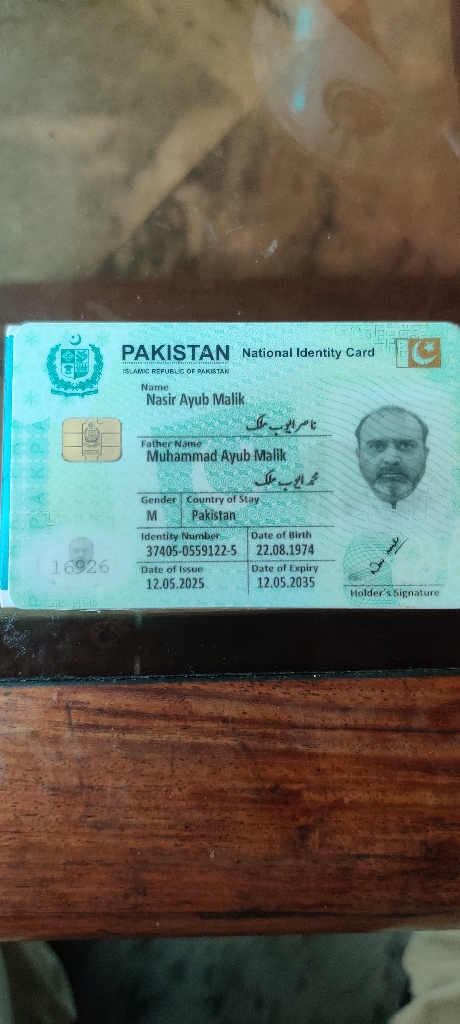 PAKISTAN National Identity Card
ISLAMIC REPUBLIC OF PAKISTAN
Name
Nasir Ayub Malik
ناصر ایوب ملک
Father Name
Muhammad Ayub Malik
محمد ایوب ملک
Gender Country of Stay
M Pakistan
Identity Number Date of Birth
37405-0559122-5 22.08.1974
Date of Issue Date of Expiry
12.05.2025 12.05.2035
16926
Holder's Signature